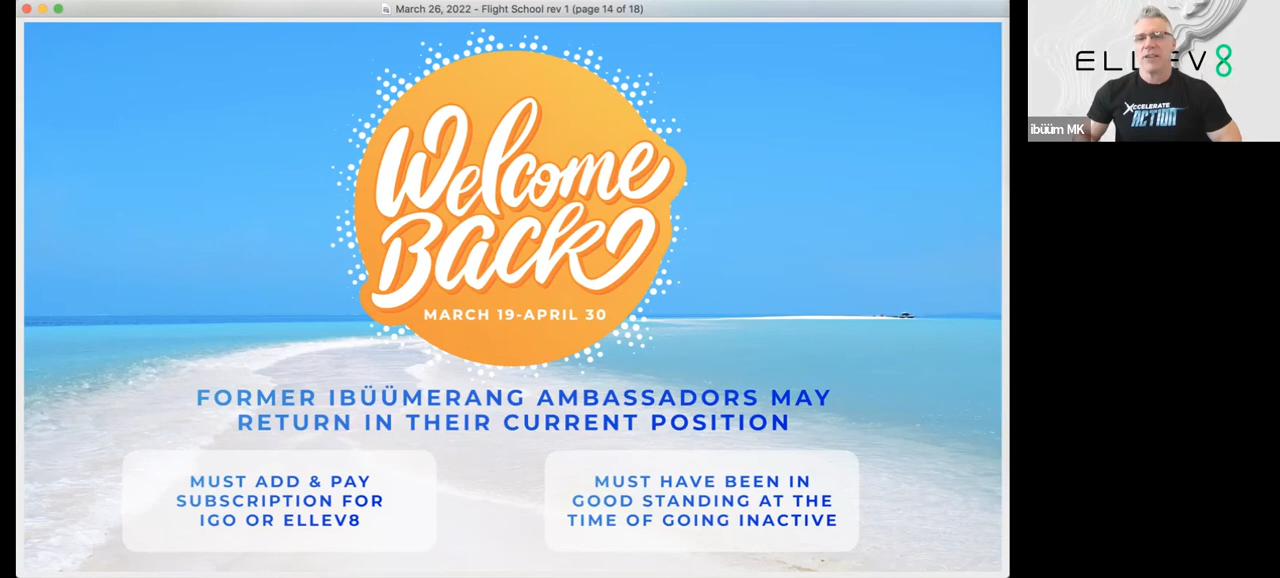 March 26, 2022 - Flight School rev 1 (page 14 of 18)
Welcome
Back
MARCH 19-APRIL 30
FORMER IBÜÜMERANG AMBASSADORS MAY
RETURN IN THEIR CURRENT POSITION
MUST ADD & PAY
SUBSCRIPTION FOR
IGO OR ELLEV8
MUST HAVE BEEN IN
GOOD STANDING AT THE
TIME OF GOING INACTIVE
ELLEV8
XCCELERATE
ACTION
ibüüm MK